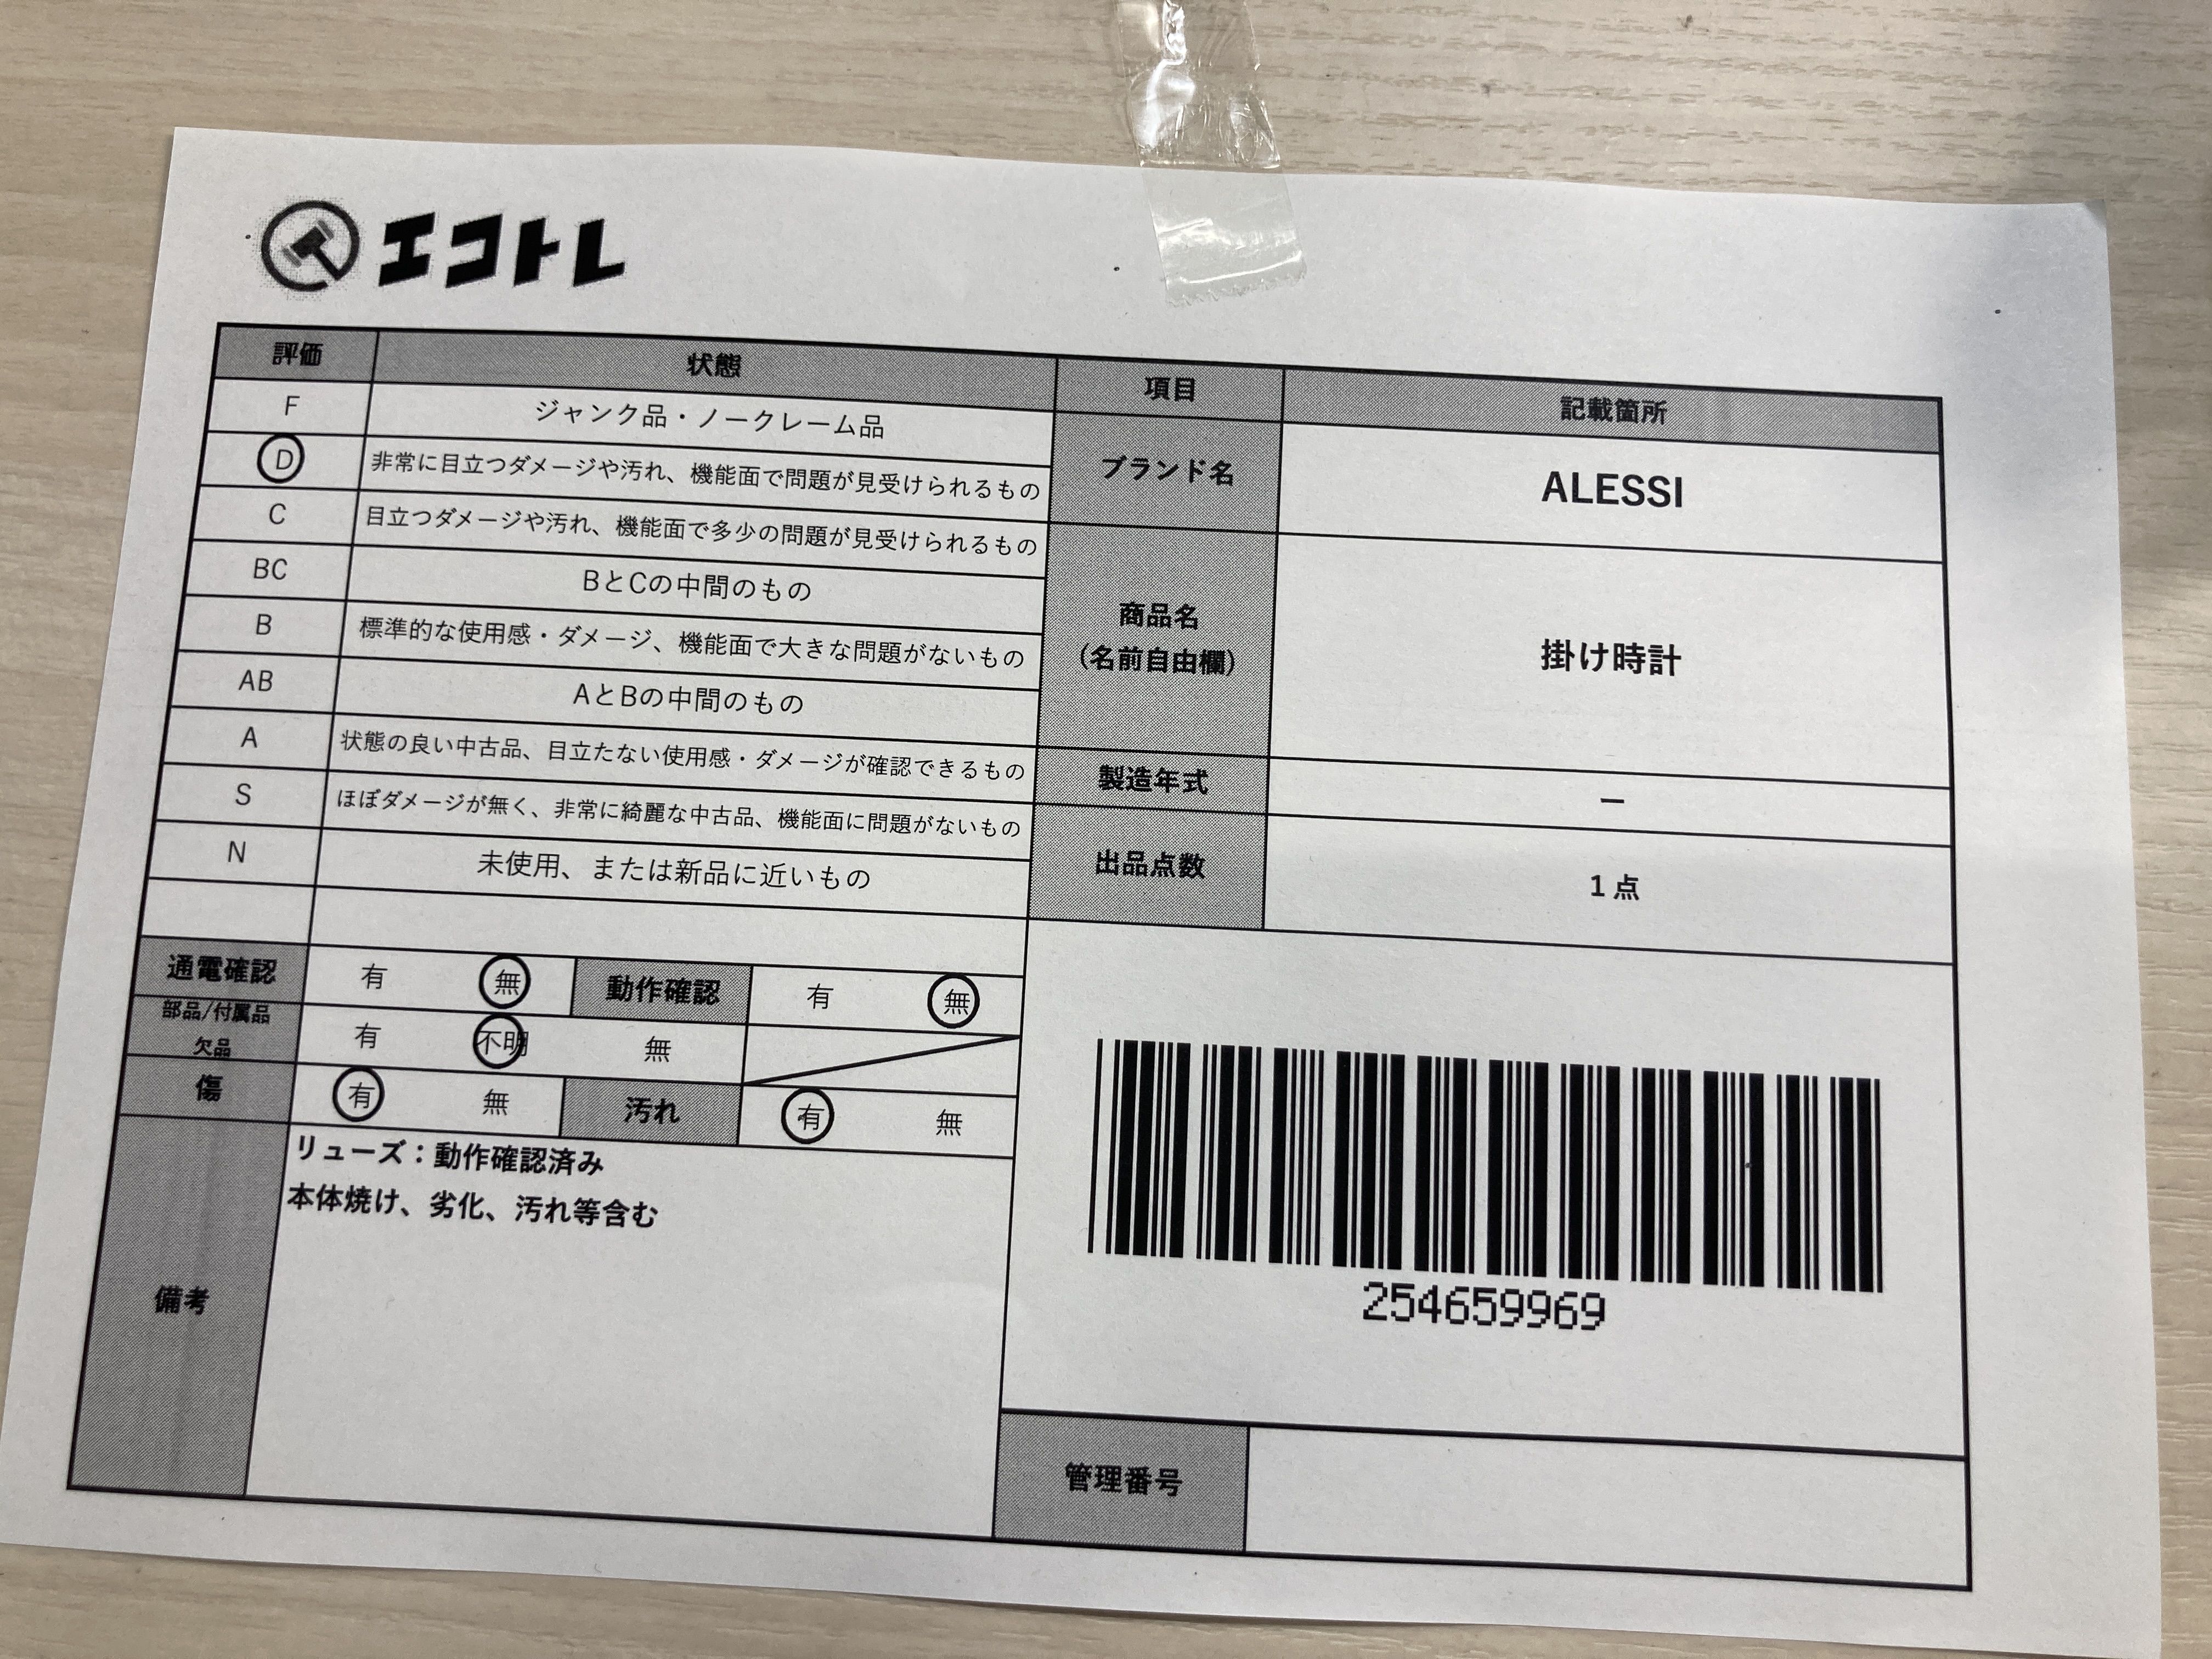 エコトレ
評価 状態
F ジャンク品・ノークレーム品
D 非常に目立つダメージや汚れ、機能面で問題が見受けられるもの
C 目立つダメージや汚れ、機能面で多少の問題が見受けられるもの
BC BとCの中間のもの
B 標準的な使用感・ダメージ、機能面で大きな問題がないもの
AB AとBの中間のもの
A 状態の良い中古品、目立たない使用感・ダメージが確認できるもの
S ほぼダメージが無く、非常に綺麗な中古品、機能面に問題がないもの
N 未使用、または新品に近いもの
通電確認 有 無 動作確認 有 無
部品/付属品
欠品 有 不明 無
傷 有 無 汚れ 有 無
備考
リューズ：動作確認済み
本体焼け、劣化、汚れ等含む
項目 記載箇所
ブランド名 ALESSI
商品名
（名前自由欄） 掛け時計
製造年式 ー
出品点数 1 点
254659969
管理番号